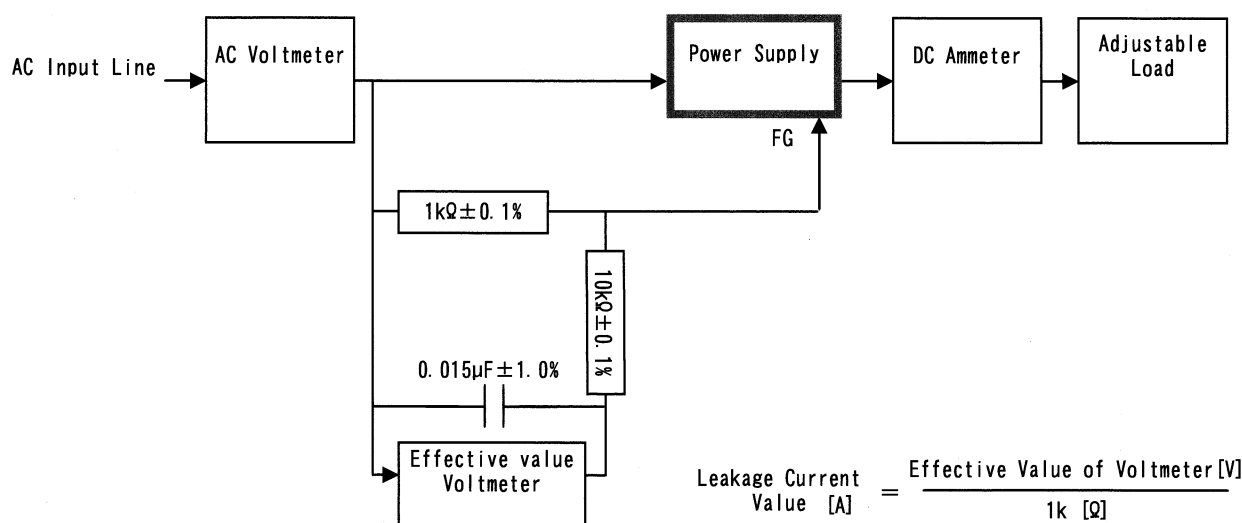 AC Input Line
AC Voltmeter
Power Supply
DC Ammeter
Adjustable
Load
FG
1kΩ±0.1%
10kΩ±0.1%
0.015μF±1.0%
Effective value
Voltmeter
Leakage Current
Value [A]
=
Effective Value of Voltmeter[V]
1k [Ω]